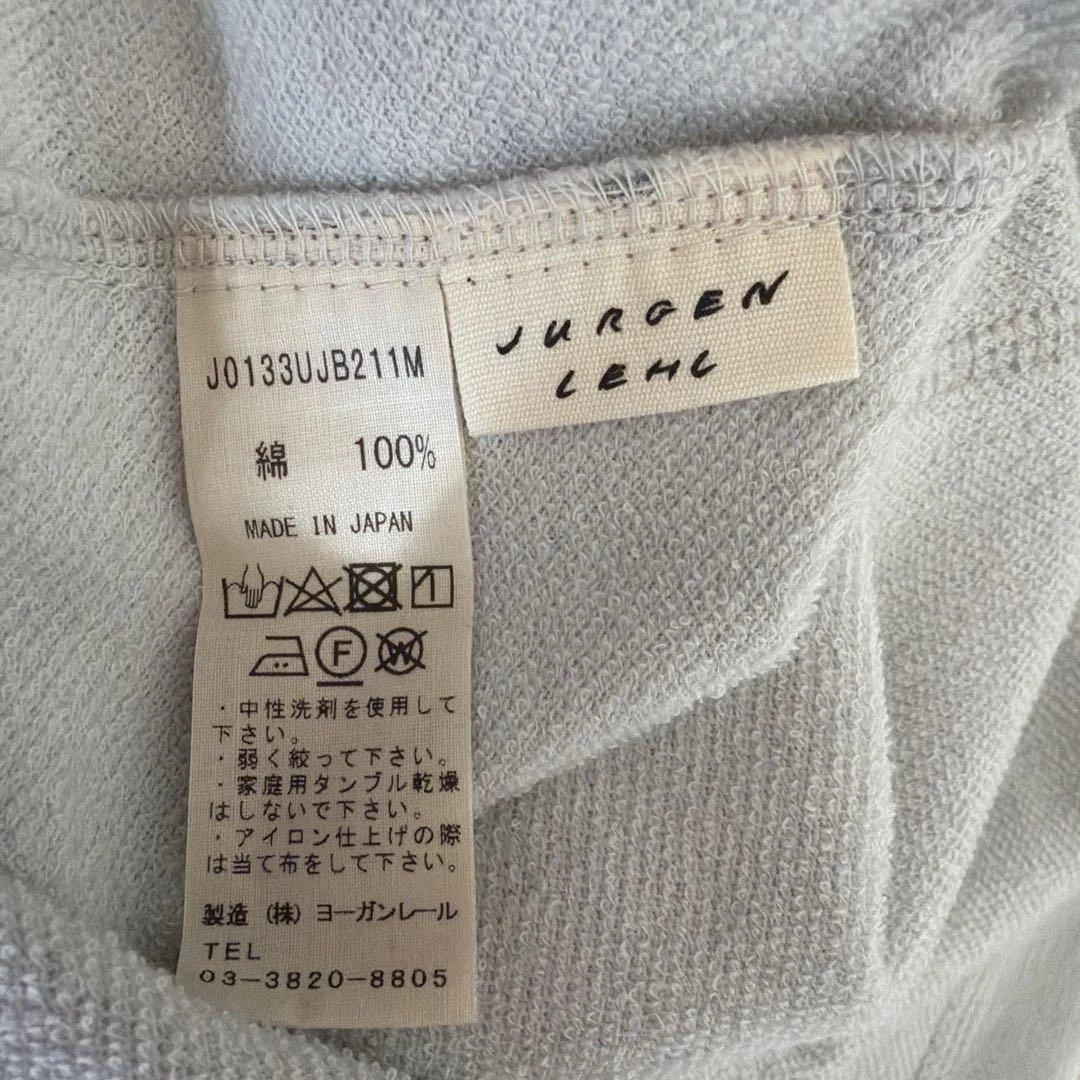 J0133UJB211M
綿 100%
MADE IN JAPAN
F W
・中性洗剤を使用して
下さい。
・弱く絞って下さい。
・家庭用タンブル乾燥
はしないで下さい。
・アイロン仕上げの際
は当て布をして下さい。
製造 (株) ヨーガンレール
TEL
03-3820-8805
JURGEN
LEHL